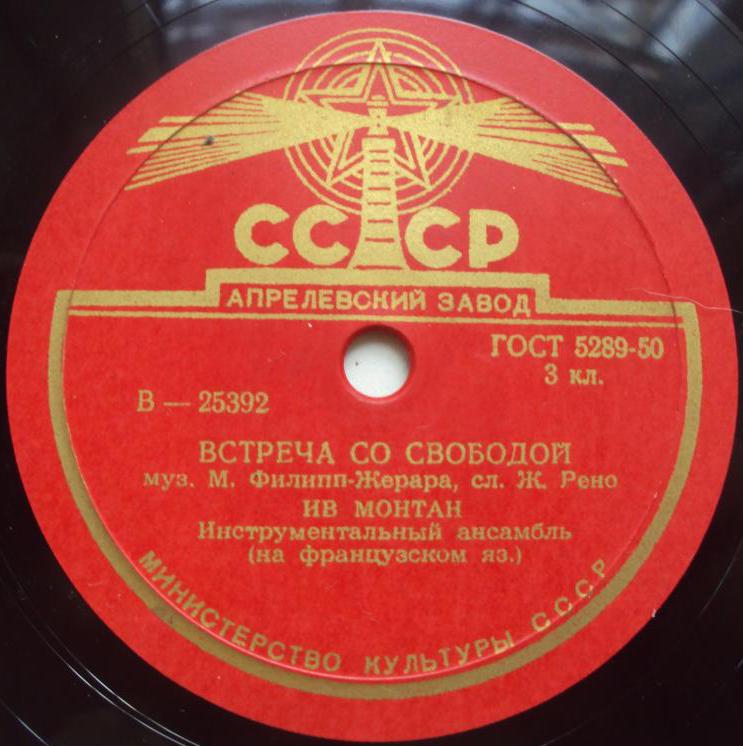 СССР
АПРЕЛЕВСКИЙ ЗАВОД
ГОСТ 5289-50
3 кл.
В — 25392
ВСТРЕЧА СО СВОБОДОЙ
муз. М. Филипп-Жерара, сл. Ж. Рено
ИВ МОНТАН
Инструментальный ансамбль
(на французском яз.)
МИНИСТЕРСТВО КУЛЬТУРЫ СССР